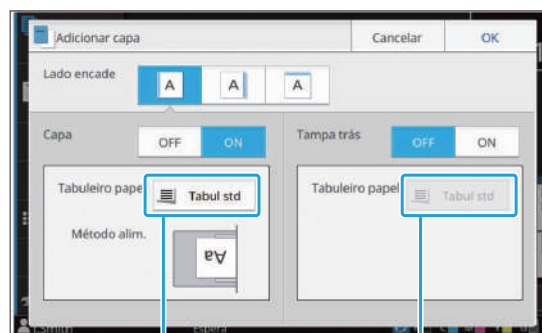 Adicionar capa Cancelar OK
Lado encade A A A
Capa OFF ON Tampa trás OFF ON
Tabuleiro pape Tabul std Tabuleiro papel Tabul std
Método alim.
Aa
J.Smith Espera